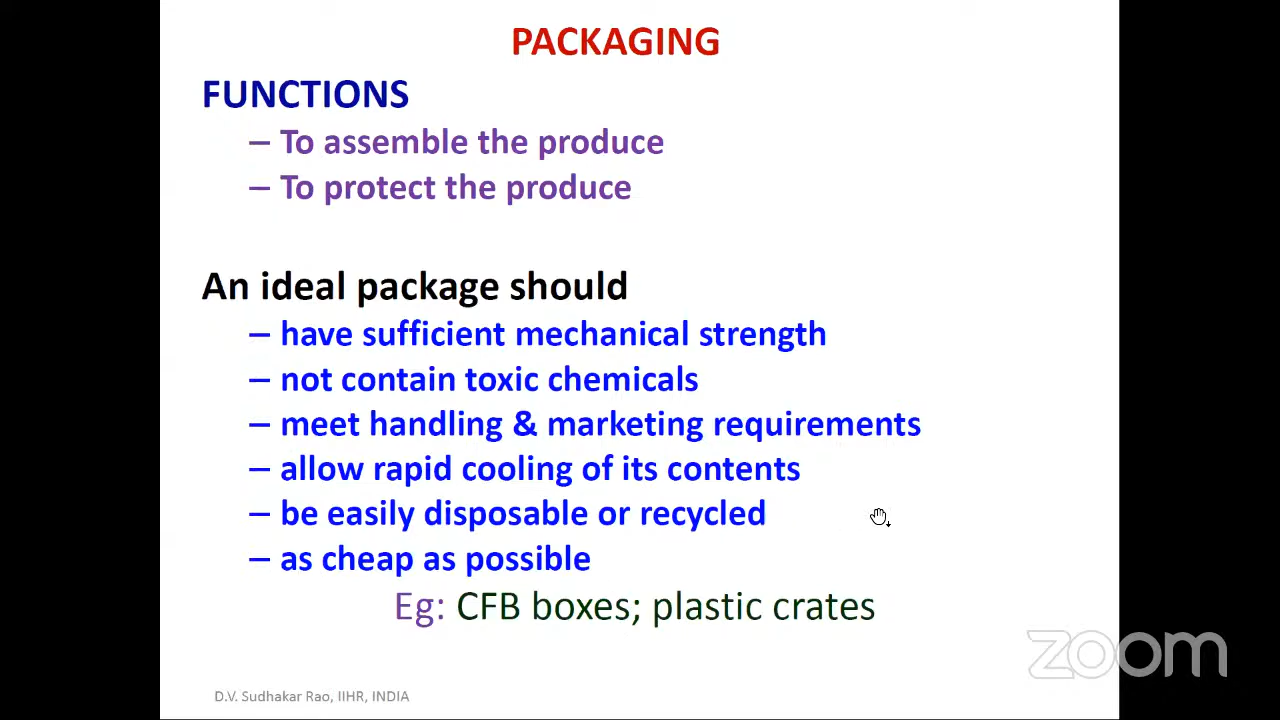 PACKAGING
FUNCTIONS
– To assemble the produce
– To protect the produce
An ideal package should
– have sufficient mechanical strength
– not contain toxic chemicals
– meet handling & marketing requirements
– allow rapid cooling of its contents
– be easily disposable or recycled
– as cheap as possible
Eg: CFB boxes; plastic crates
zoom
D.V. Sudhakar Rao, IIHR, INDIA